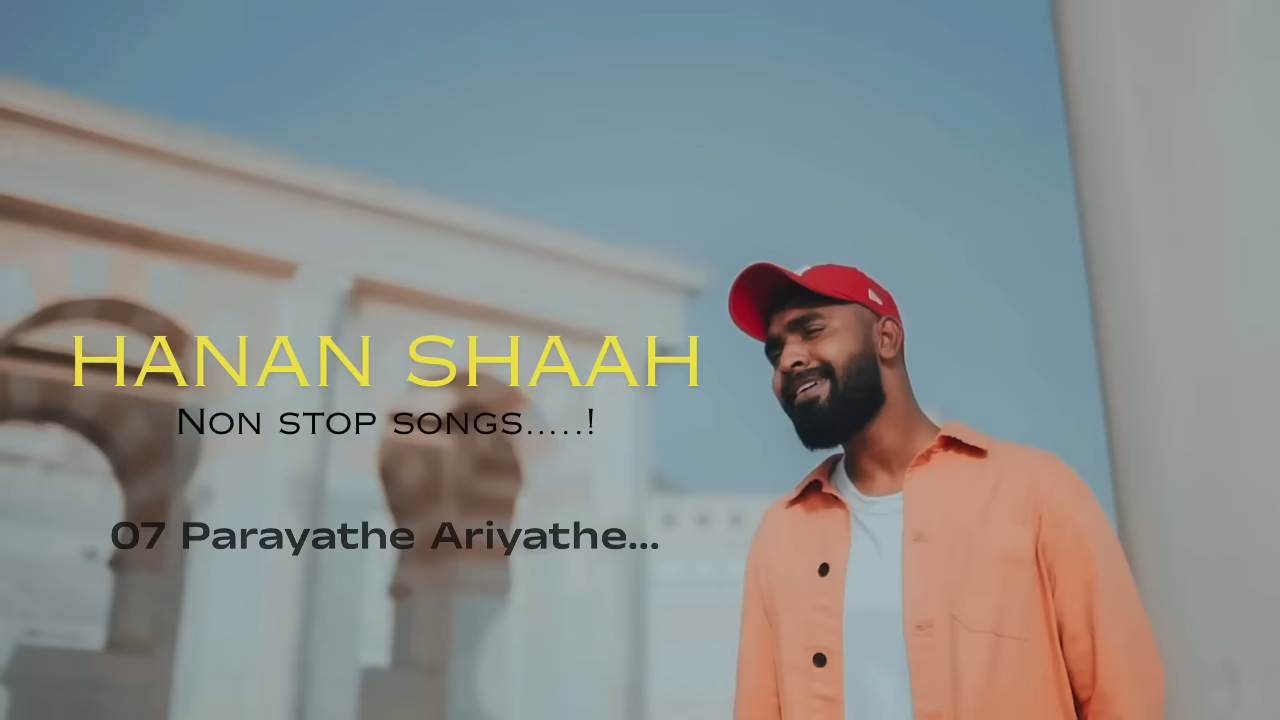 HANAN SHAAH
NON STOP SONGS.....!
07 Parayathe Ariyathe...